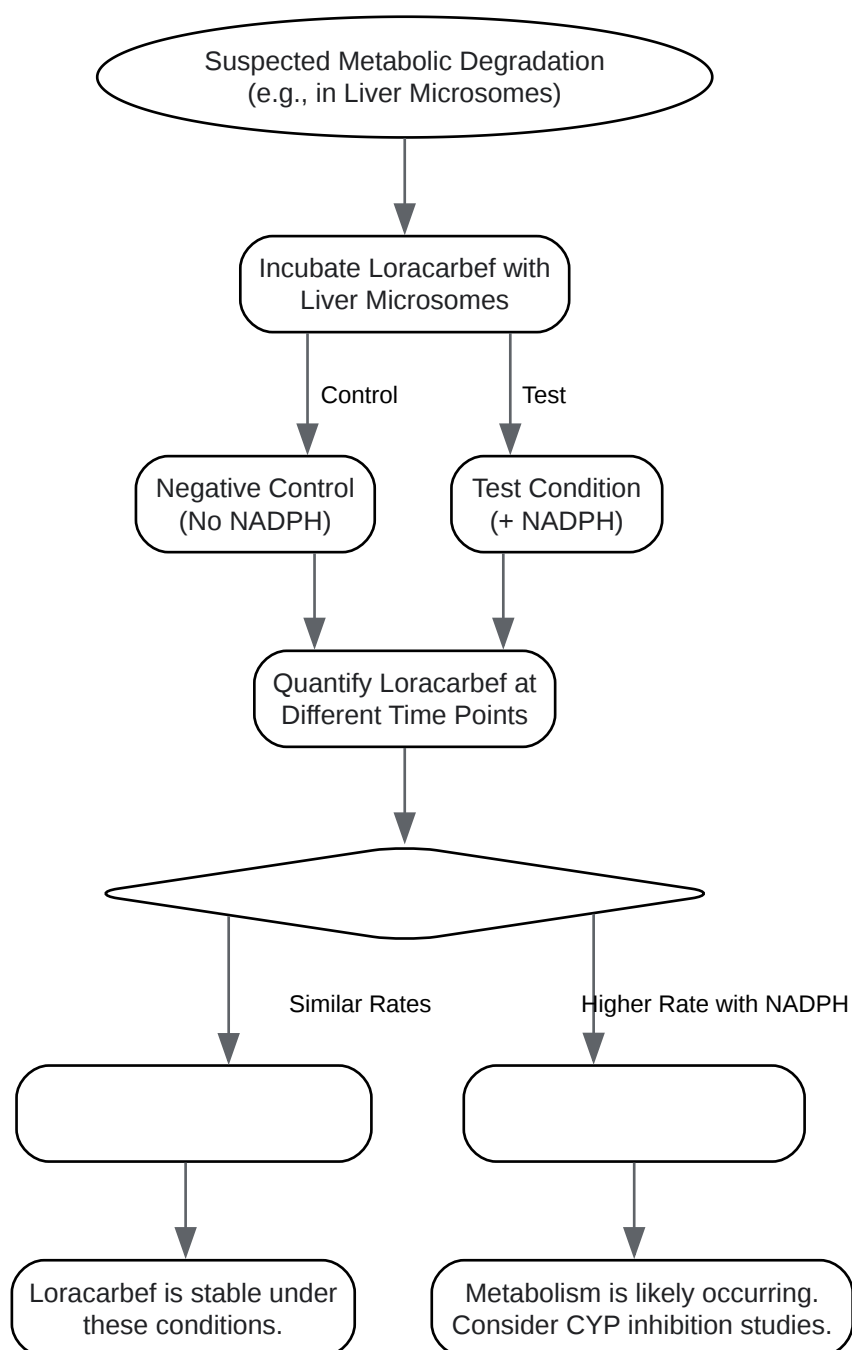 Suspected Metabolic Degradation
(e.g., in Liver Microsomes)
Incubate Loracarbef with
Liver Microsomes
Control
Test
Negative Control
(No NADPH)
Test Condition
(+ NADPH)
Quantify Loracarbef at
Different Time Points
Similar Rates
Higher Rate with NADPH
Loracarbef is stable under
these conditions.
Metabolism is likely occurring.
Consider CYP inhibition studies.